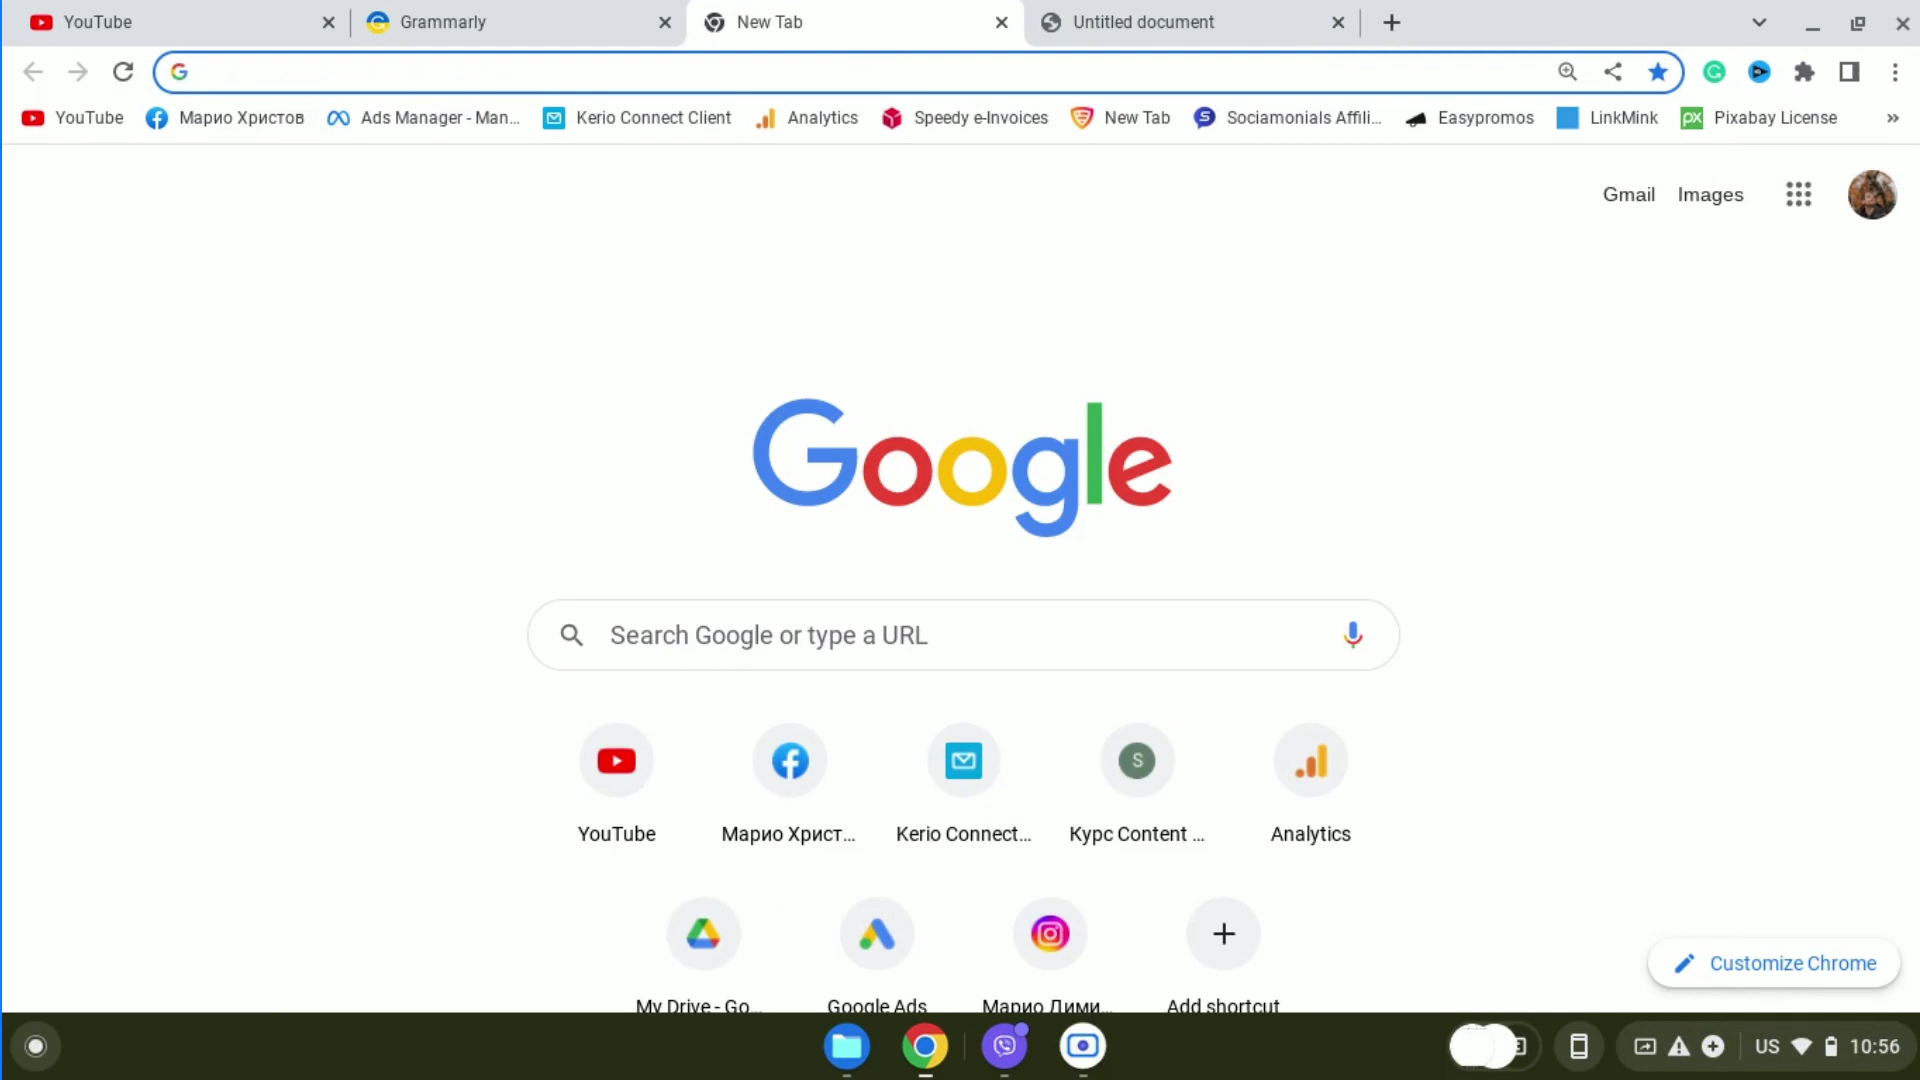 YouTube
Grammarly
New Tab
Untitled document
YouTube
Марио Христов
Ads Manager - Man...
Kerio Connect Client
Analytics
Speedy e-Invoices
New Tab
Sociamonials Affili...
Easypromos
LinkMink
px
Pixabay License
Gmail
Images
Google
Search Google or type a URL
YouTube
Марио Христ...
Kerio Connect...
S
Курс Content ...
Analytics
My Drive - Go...
Google Ads
Марио Дими...
Add shortcut
Customize Chrome
US
10:56